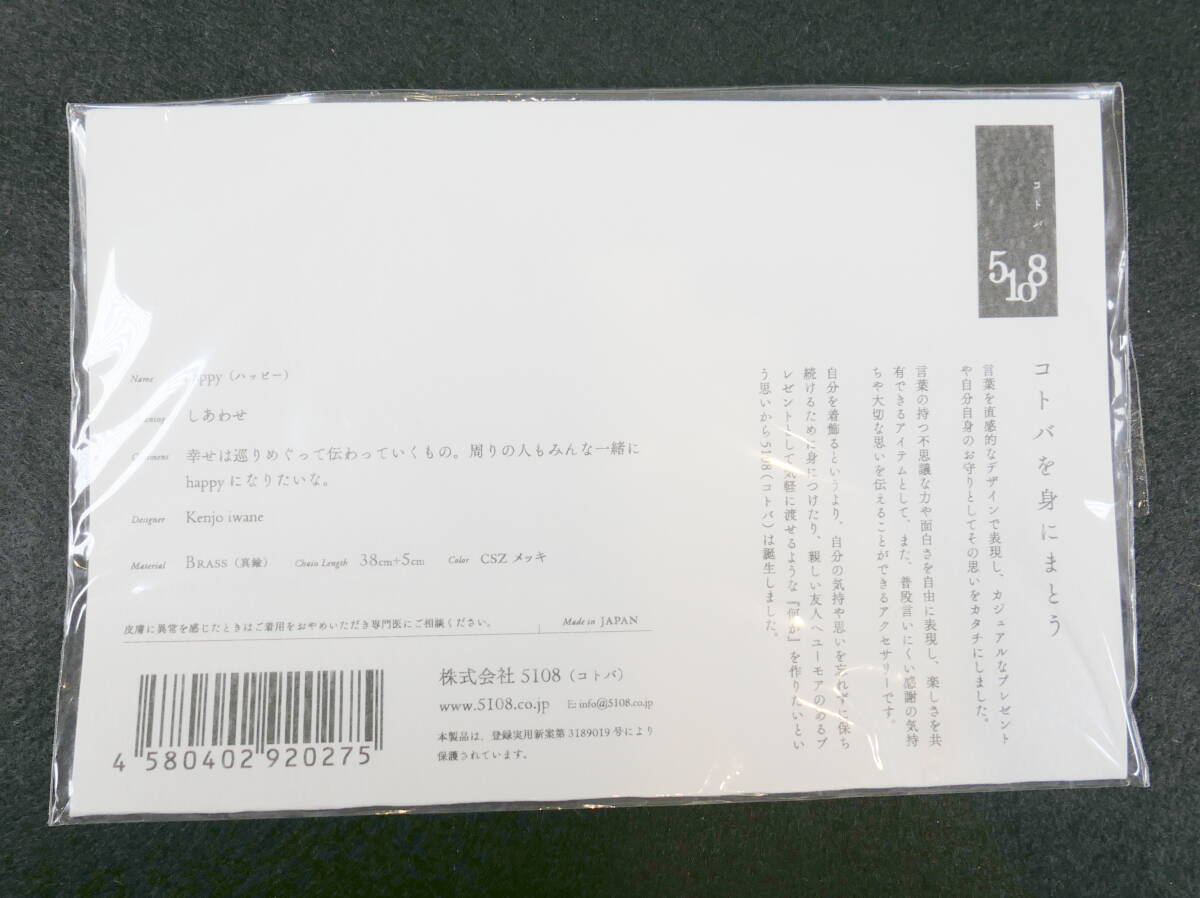 コトバ
5108
コトバを身にまとう
言葉を直感的なデザインで表現し、カジュアルなプレゼント
や自分自身のお守りとしてその思いをカタチにしました。
言葉の持つ不思議な力や面白さを自由に表現し、楽しさを共
有できるアイテムとして、また、普段言いにくい感謝の気持
ちや大切な思いを伝えることができるアクセサリーです。
自分を着飾るというより、自分の気持や思いを忘れずに保ち
続けるために身につけたり、親しい友人へユーモアのあるプ
レゼントとして気軽に渡せるような『何か』を作りたいとい
う思いから5108(コトバ)は誕生しました。
Name ppy（ハッピー）
しあわせ
幸せは巡りめぐって伝わっていくもの。周りの人もみんな一緒に
happyになりたいな。
Designer Kenjo iwane
Material BRASS（真鍮） Chain Length 38cm+5cm Color CSZ メッキ
皮膚に異常を感じたときはご着用をおやめいただき専門医にご相談ください。 Made in JAPAN
株式会社 5108（コトバ）
www.5108.co.jp E: info@5108.co.jp
本製品は、登録実用新案第 3189019 号により
保護されています。
4 580402 920275